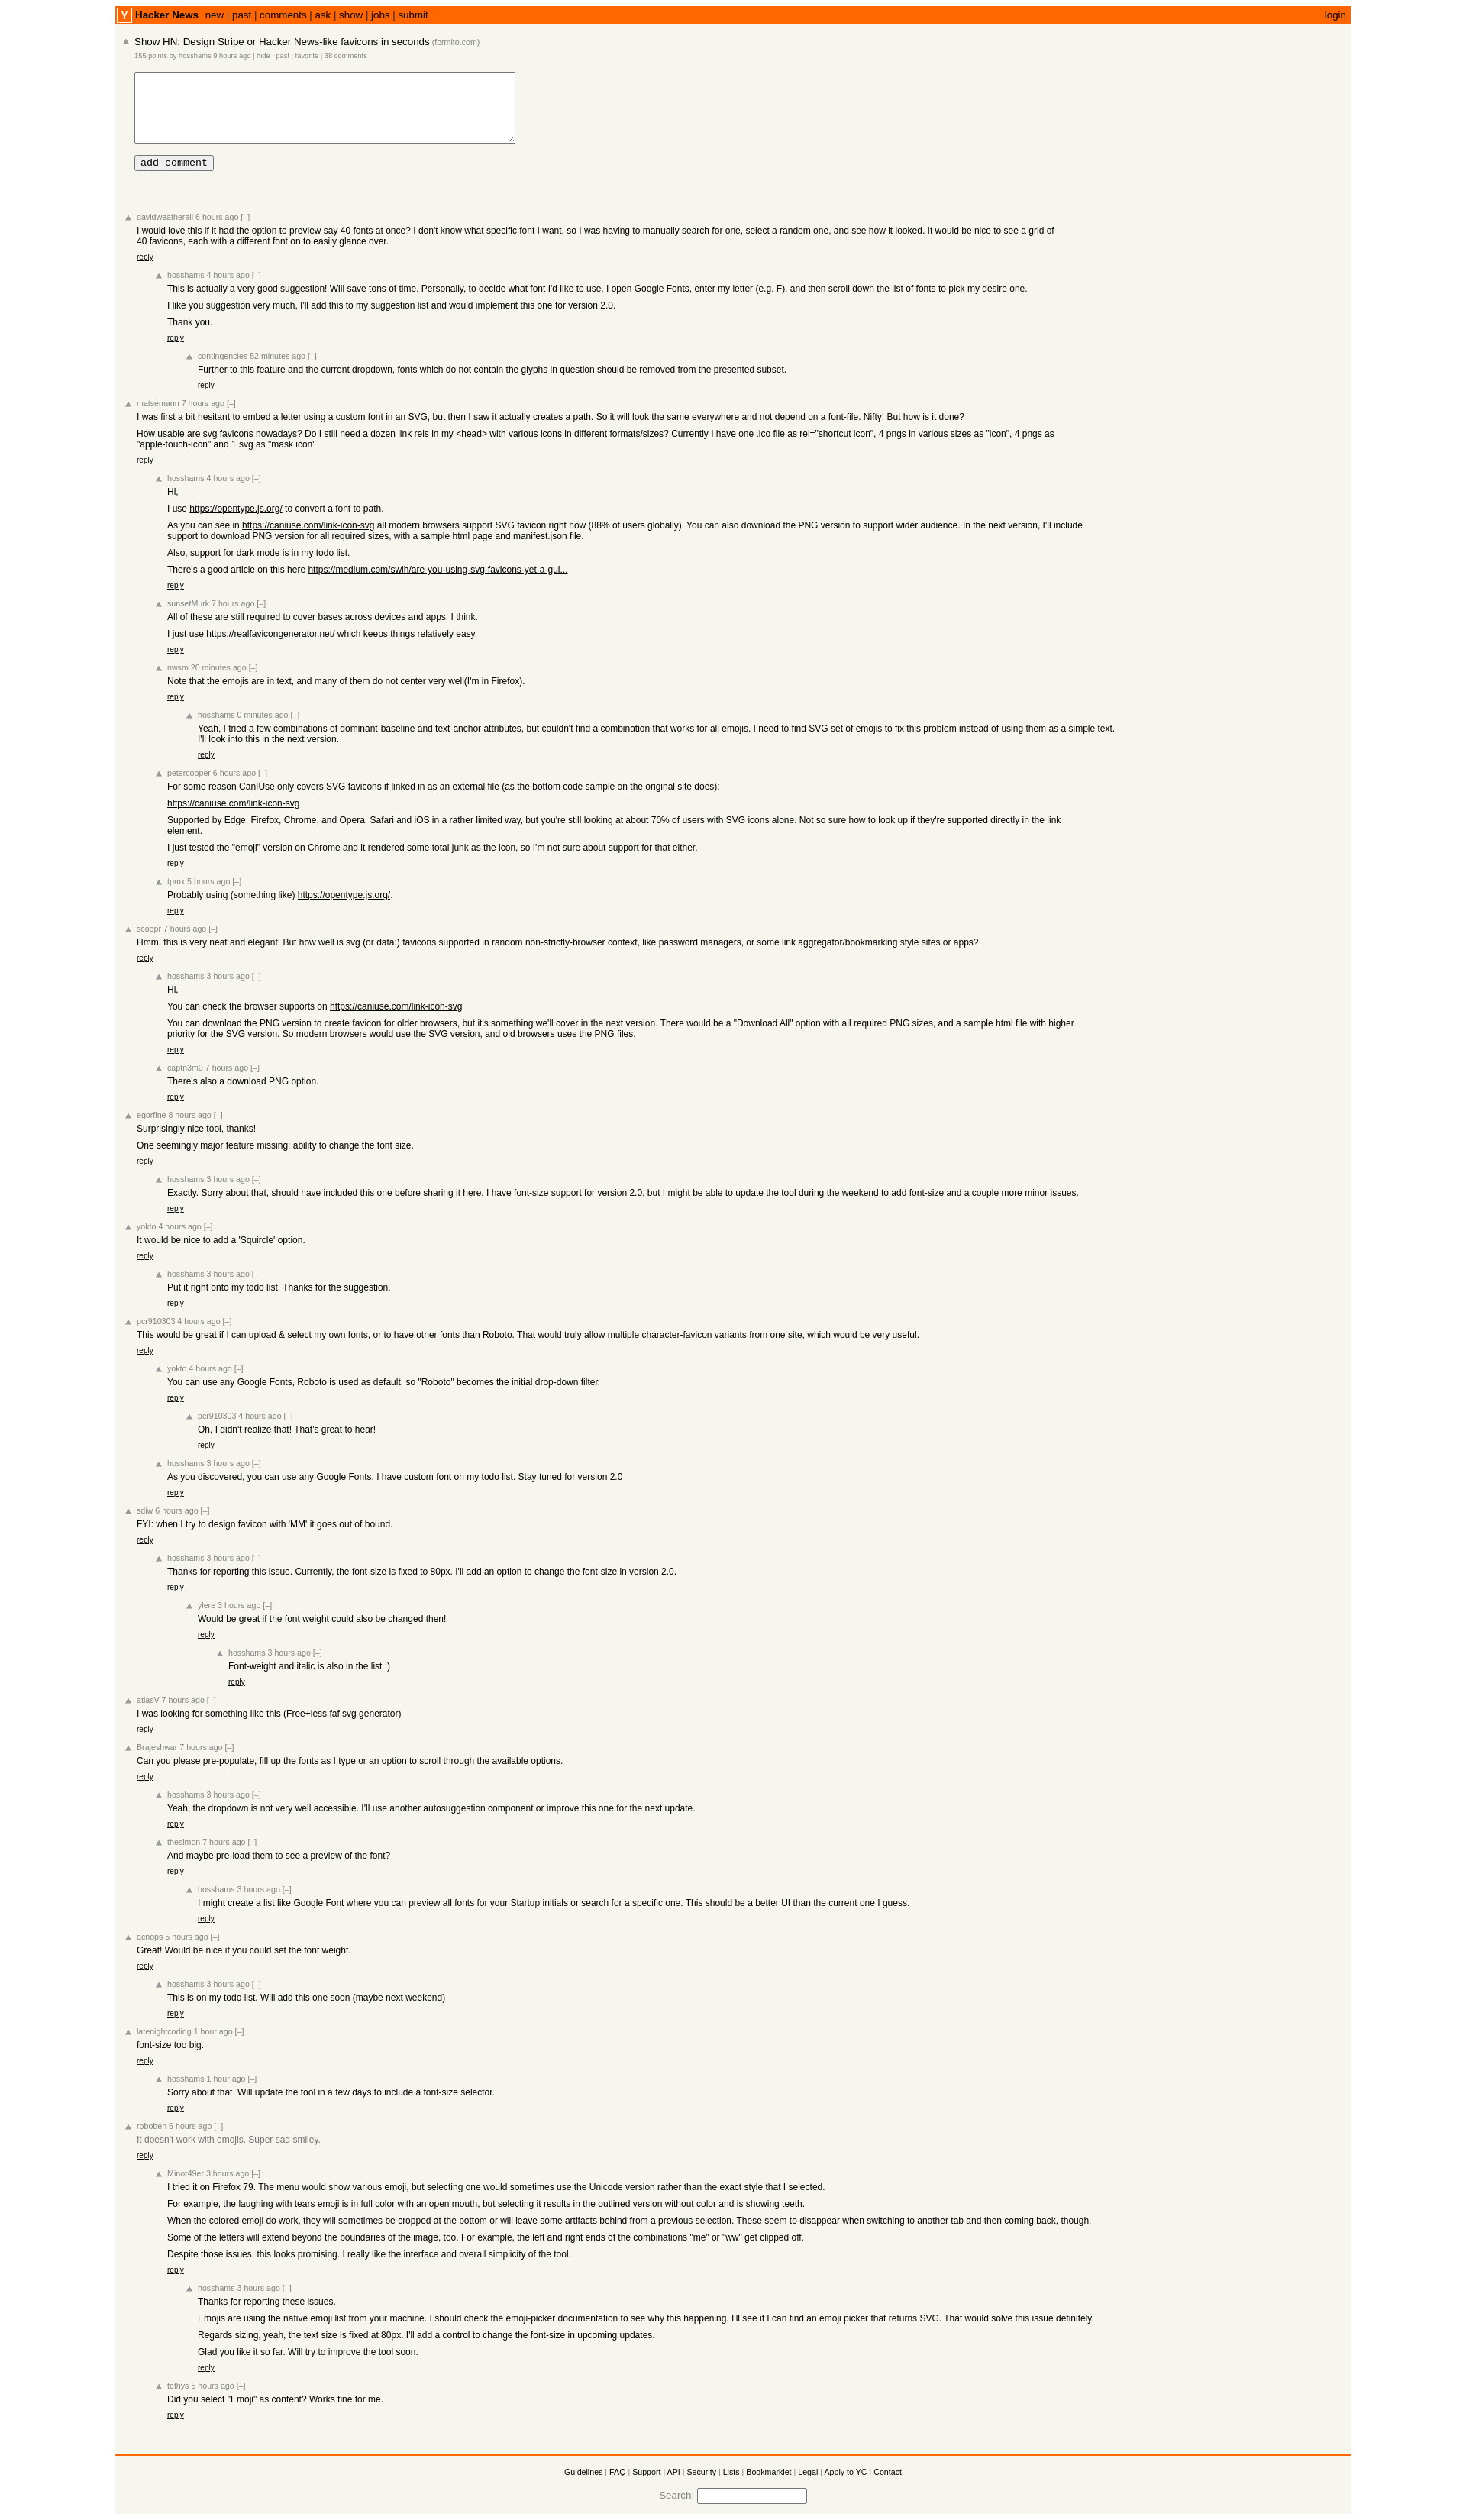 Y Hacker News new | past | comments | ask | show | jobs | submit login
Show HN: Design Stripe or Hacker News-like favicons in seconds (formito.com)
155 points by hosshams 9 hours ago | hide | past | favorite | 38 comments
add comment
davidweatherall 6 hours ago [–]
I would love this if it had the option to preview say 40 fonts at once? I don't know what specific font I want, so I was having to manually search for one, select a random one, and see how it looked. It would be nice to see a grid of
40 favicons, each with a different font on to easily glance over.
reply
hosshams 4 hours ago [–]
This is actually a very good suggestion! Will save tons of time. Personally, to decide what font I'd like to use, I open Google Fonts, enter my letter (e.g. F), and then scroll down the list of fonts to pick my desire one.
I like you suggestion very much, I'll add this to my suggestion list and would implement this one for version 2.0.
Thank you.
reply
contingencies 52 minutes ago [–]
Further to this feature and the current dropdown, fonts which do not contain the glyphs in question should be removed from the presented subset.
reply
matsemann 7 hours ago [–]
I was first a bit hesitant to embed a letter using a custom font in an SVG, but then I saw it actually creates a path. So it will look the same everywhere and not depend on a font-file. Nifty! But how is it done?
How usable are svg favicons nowadays? Do I still need a dozen link rels in my <head> with various icons in different formats/sizes? Currently I have one .ico file as rel="shortcut icon", 4 pngs in various sizes as "icon", 4 pngs as
"apple-touch-icon" and 1 svg as "mask icon"
reply
hosshams 4 hours ago [–]
Hi,
I use https://opentype.js.org/ to convert a font to path.
As you can see in https://caniuse.com/link-icon-svg all modern browsers support SVG favicon right now (88% of users globally). You can also download the PNG version to support wider audience. In the next version, I'll include
support to download PNG version for all required sizes, with a sample html page and manifest.json file.
Also, support for dark mode is in my todo list.
There's a good article on this here https://medium.com/swlh/are-you-using-svg-favicons-yet-a-gui...
reply
sunsetMurk 7 hours ago [–]
All of these are still required to cover bases across devices and apps. I think.
I just use https://realfavicongenerator.net/ which keeps things relatively easy.
reply
nwsm 20 minutes ago [–]
Note that the emojis are in text, and many of them do not center very well(I'm in Firefox).
reply
hosshams 0 minutes ago [–]
Yeah, I tried a few combinations of dominant-baseline and text-anchor attributes, but couldn't find a combination that works for all emojis. I need to find SVG set of emojis to fix this problem instead of using them as a simple text.
I'll look into this in the next version.
reply
petercooper 6 hours ago [–]
For some reason CanIUse only covers SVG favicons if linked in as an external file (as the bottom code sample on the original site does):
https://caniuse.com/link-icon-svg
Supported by Edge, Firefox, Chrome, and Opera. Safari and iOS in a rather limited way, but you're still looking at about 70% of users with SVG icons alone. Not so sure how to look up if they're supported directly in the link
element.
I just tested the "emoji" version on Chrome and it rendered some total junk as the icon, so I'm not sure about support for that either.
reply
tpmx 5 hours ago [–]
Probably using (something like) https://opentype.js.org/.
reply
scoopr 7 hours ago [–]
Hmm, this is very neat and elegant! But how well is svg (or data:) favicons supported in random non-strictly-browser context, like password managers, or some link aggregator/bookmarking style sites or apps?
reply
hosshams 3 hours ago [–]
Hi,
You can check the browser supports on https://caniuse.com/link-icon-svg
You can download the PNG version to create favicon for older browsers, but it's something we'll cover in the next version. There would be a "Download All" option with all required PNG sizes, and a sample html file with higher
priority for the SVG version. So modern browsers would use the SVG version, and old browsers uses the PNG files.
reply
captn3m0 7 hours ago [–]
There's also a download PNG option.
reply
egorfine 8 hours ago [–]
Surprisingly nice tool, thanks!
One seemingly major feature missing: ability to change the font size.
reply
hosshams 3 hours ago [–]
Exactly. Sorry about that, should have included this one before sharing it here. I have font-size support for version 2.0, but I might be able to update the tool during the weekend to add font-size and a couple more minor issues.
reply
yokto 4 hours ago [–]
It would be nice to add a 'Squircle' option.
reply
hosshams 3 hours ago [–]
Put it right onto my todo list. Thanks for the suggestion.
reply
pcr910303 4 hours ago [–]
This would be great if I can upload & select my own fonts, or to have other fonts than Roboto. That would truly allow multiple character-favicon variants from one site, which would be very useful.
reply
yokto 4 hours ago [–]
You can use any Google Fonts, Roboto is used as default, so "Roboto" becomes the initial drop-down filter.
reply
pcr910303 4 hours ago [–]
Oh, I didn't realize that! That's great to hear!
reply
hosshams 3 hours ago [–]
As you discovered, you can use any Google Fonts. I have custom font on my todo list. Stay tuned for version 2.0
reply
sdiw 6 hours ago [–]
FYI: when I try to design favicon with 'MM' it goes out of bound.
reply
hosshams 3 hours ago [–]
Thanks for reporting this issue. Currently, the font-size is fixed to 80px. I'll add an option to change the font-size in version 2.0.
reply
ylere 3 hours ago [–]
Would be great if the font weight could also be changed then!
reply
hosshams 3 hours ago [–]
Font-weight and italic is also in the list ;)
reply
atlasV 7 hours ago [–]
I was looking for something like this (Free+less faf svg generator)
reply
Brajeshwar 7 hours ago [–]
Can you please pre-populate, fill up the fonts as I type or an option to scroll through the available options.
reply
hosshams 3 hours ago [–]
Yeah, the dropdown is not very well accessible. I'll use another autosuggestion component or improve this one for the next update.
reply
thesimon 7 hours ago [–]
And maybe pre-load them to see a preview of the font?
reply
hosshams 3 hours ago [–]
I might create a list like Google Font where you can preview all fonts for your Startup initials or search for a specific one. This should be a better UI than the current one I guess.
reply
acnops 5 hours ago [–]
Great! Would be nice if you could set the font weight.
reply
hosshams 3 hours ago [–]
This is on my todo list. Will add this one soon (maybe next weekend)
reply
latenightcoding 1 hour ago [–]
font-size too big.
reply
hosshams 1 hour ago [–]
Sorry about that. Will update the tool in a few days to include a font-size selector.
reply
roboben 6 hours ago [–]
It doesn't work with emojis. Super sad smiley.
reply
Minor49er 3 hours ago [–]
I tried it on Firefox 79. The menu would show various emoji, but selecting one would sometimes use the Unicode version rather than the exact style that I selected.
For example, the laughing with tears emoji is in full color with an open mouth, but selecting it results in the outlined version without color and is showing teeth.
When the colored emoji do work, they will sometimes be cropped at the bottom or will leave some artifacts behind from a previous selection. These seem to disappear when switching to another tab and then coming back, though.
Some of the letters will extend beyond the boundaries of the image, too. For example, the left and right ends of the combinations "me" or "ww" get clipped off.
Despite those issues, this looks promising. I really like the interface and overall simplicity of the tool.
reply
hosshams 3 hours ago [–]
Thanks for reporting these issues.
Emojis are using the native emoji list from your machine. I should check the emoji-picker documentation to see why this happening. I'll see if I can find an emoji picker that returns SVG. That would solve this issue definitely.
Regards sizing, yeah, the text size is fixed at 80px. I'll add a control to change the font-size in upcoming updates.
Glad you like it so far. Will try to improve the tool soon.
reply
tethys 5 hours ago [–]
Did you select "Emoji" as content? Works fine for me.
reply
Guidelines | FAQ | Support | API | Security | Lists | Bookmarklet | Legal | Apply to YC | Contact
Search: